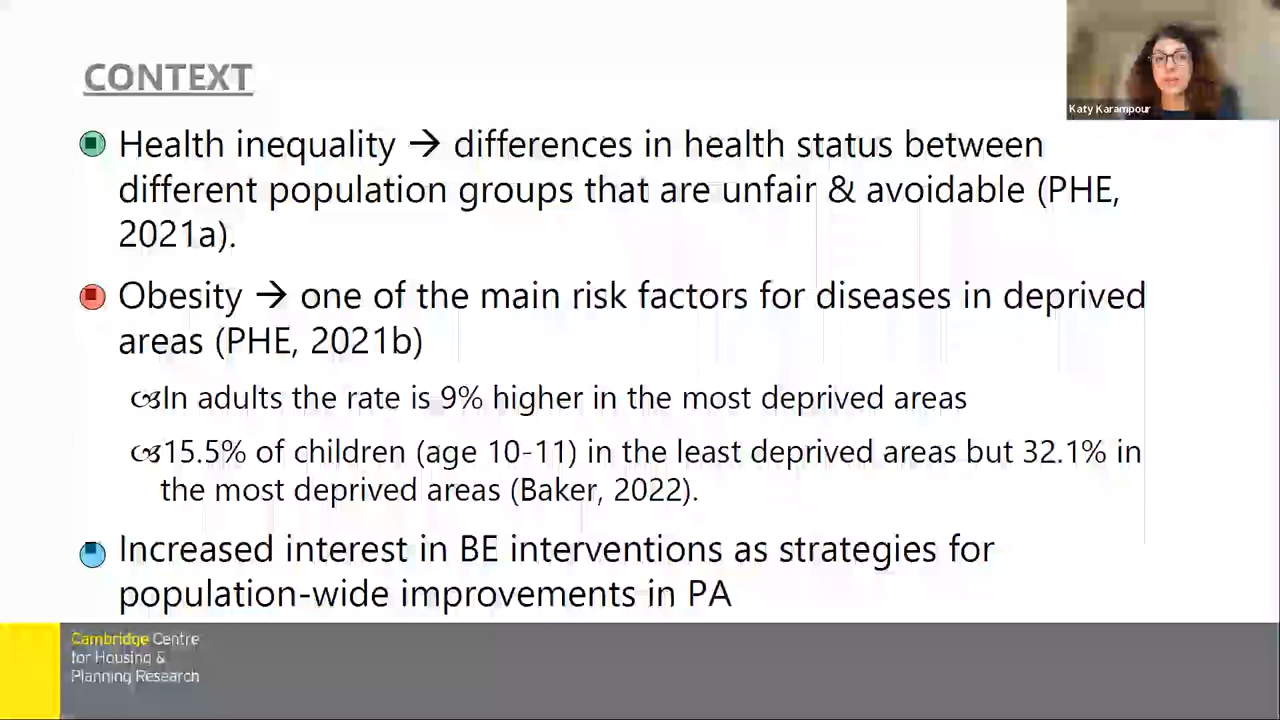 CONTEXT
Katy Karampour
Health inequality → differences in health status between
different population groups that are unfair & avoidable (PHE,
2021a).
Obesity → one of the main risk factors for diseases in deprived
areas (PHE, 2021b)
In adults the rate is 9% higher in the most deprived areas
15.5% of children (age 10-11) in the least deprived areas but 32.1% in
the most deprived areas (Baker, 2022).
Increased interest in BE interventions as strategies for
population-wide improvements in PA
Cambridge Centre
for Housing &
Planning Research